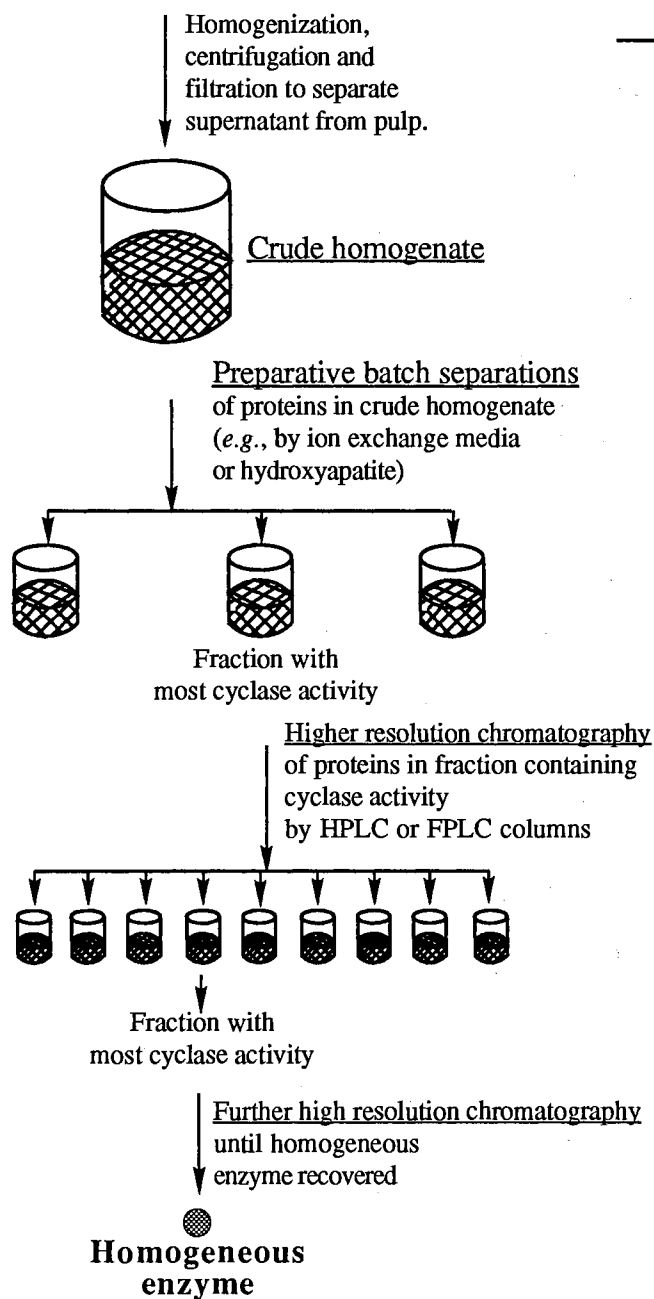 Homogenization,
centrifugation and
filtration to separate
supernatant from pulp.
Crude homogenate
Preparative batch separations
of proteins in crude homogenate
(e.g., by ion exchange media
or hydroxyapatite)
Fraction with
most cyclase activity
Higher resolution chromatography
of proteins in fraction containing
cyclase activity
by HPLC or FPLC columns
Fraction with
most cyclase activity
Further high resolution chromatography
until homogeneous
enzyme recovered
Homogeneous
enzyme